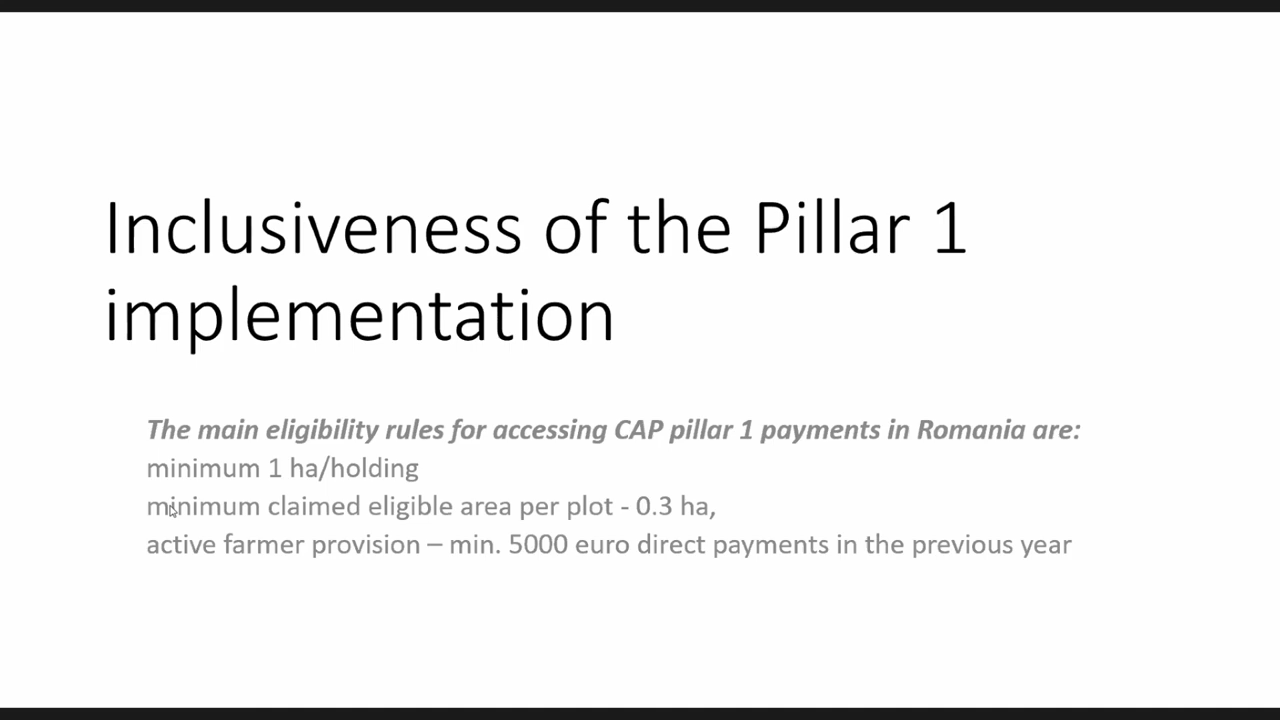 Inclusiveness of the Pillar 1
implementation
The main eligibility rules for accessing CAP pillar 1 payments in Romania are:
minimum 1 ha/holding
minimum claimed eligible area per plot - 0.3 ha,
active farmer provision – min. 5000 euro direct payments in the previous year